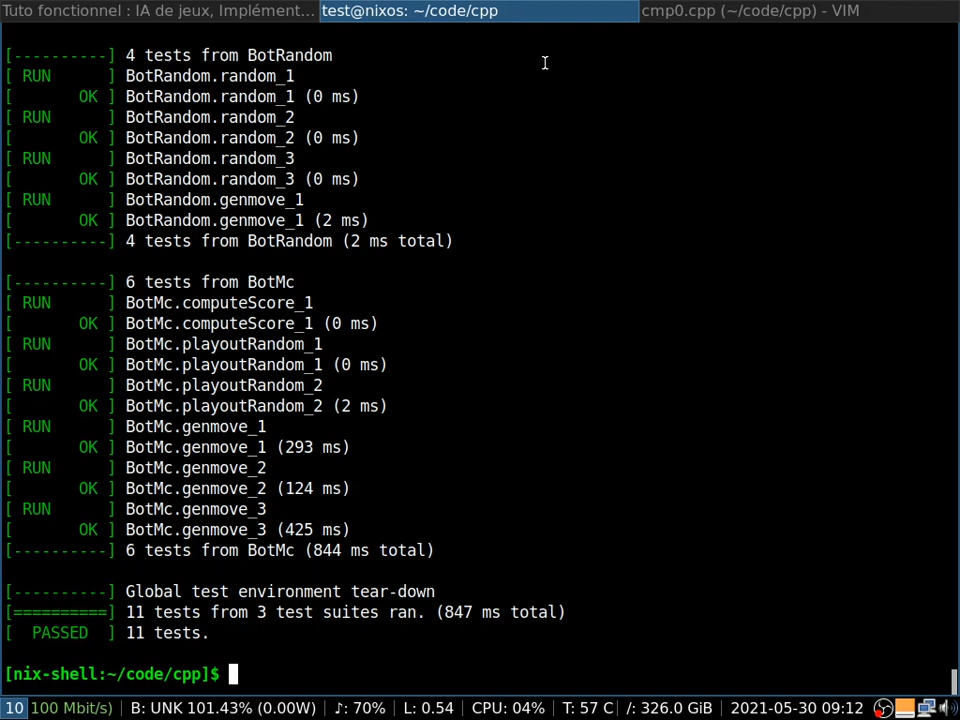 Tuto fonctionnel : IA de jeux, Implément... test@nixos: ~/code/cpp cmp0.cpp (~/code/cpp) - VIM
[----------] 4 tests from BotRandom
[ RUN      ] BotRandom.random_1
[       OK ] BotRandom.random_1 (0 ms)
[ RUN      ] BotRandom.random_2
[       OK ] BotRandom.random_2 (0 ms)
[ RUN      ] BotRandom.random_3
[       OK ] BotRandom.random_3 (0 ms)
[ RUN      ] BotRandom.genmove_1
[       OK ] BotRandom.genmove_1 (2 ms)
[----------] 4 tests from BotRandom (2 ms total)
[----------] 6 tests from BotMc
[ RUN      ] BotMc.computeScore_1
[       OK ] BotMc.computeScore_1 (0 ms)
[ RUN      ] BotMc.playoutRandom_1
[       OK ] BotMc.playoutRandom_1 (0 ms)
[ RUN      ] BotMc.playoutRandom_2
[       OK ] BotMc.playoutRandom_2 (2 ms)
[ RUN      ] BotMc.genmove_1
[       OK ] BotMc.genmove_1 (293 ms)
[ RUN      ] BotMc.genmove_2
[       OK ] BotMc.genmove_2 (124 ms)
[ RUN      ] BotMc.genmove_3
[       OK ] BotMc.genmove_3 (425 ms)
[----------] 6 tests from BotMc (844 ms total)
[----------] Global test environment tear-down
[==========] 11 tests from 3 test suites ran. (847 ms total)
[  PASSED  ] 11 tests.
[nix-shell:~/code/cpp]$
10 100 Mbit/s) | B: UNK 101.43% (0.00W) | ♪: 70% | L: 0.54 | CPU: 04% | T: 57 C | /: 326.0 GiB | 2021-05-30 09:12